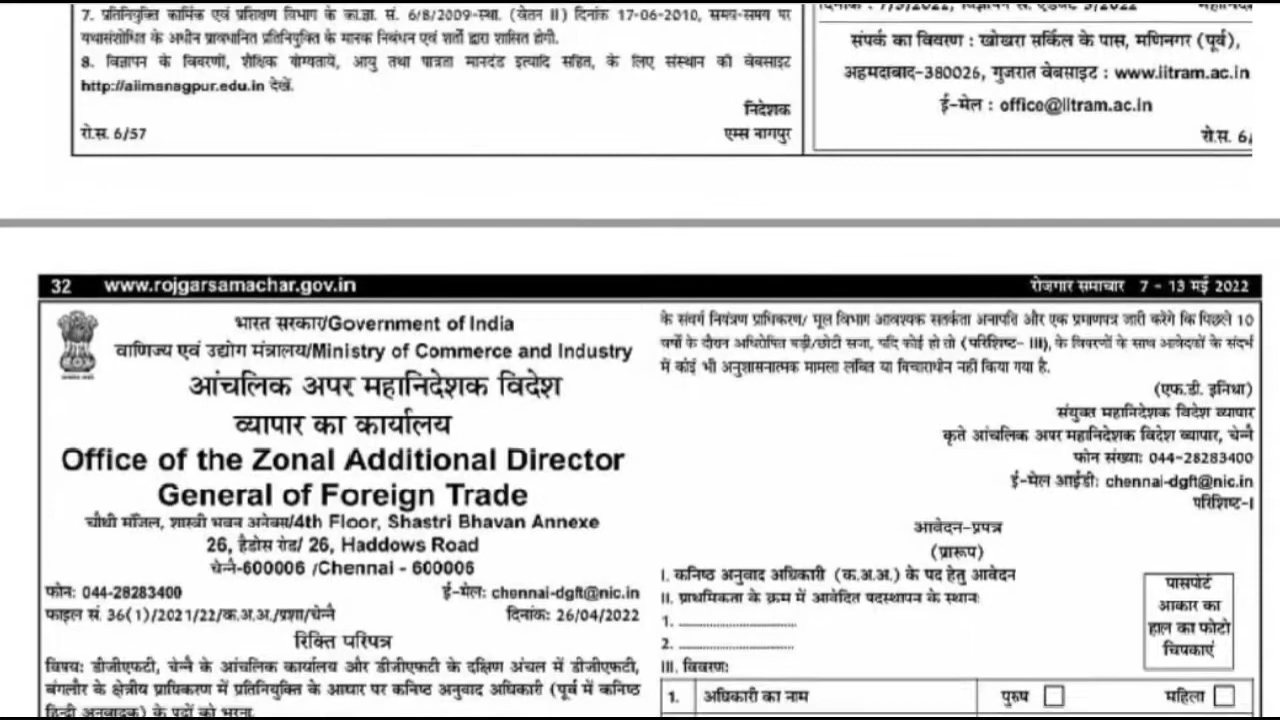 7. प्रतिनियुक्ति कार्मिक एवं प्रशिक्षण विभाग के का.ज्ञा. सं. 6/8/2009-स्था. (वेतन II) दिनांक 17-06-2010, समय-समय पर
यथासंशोधित के अधीन प्रावधानित प्रतिनियुक्ति के मानक निबंधन एवं शर्तों द्वारा शासित होगी.
8. विज्ञापन के विवरणों, शैक्षिक योग्यतायें, आयु तथा पात्रता मानदंड इत्यादि सहित, के लिए संस्थान की वेबसाइट
http://aiimsnagpur.edu.in देखें.
निदेशक
रो.स. 6/57
एम्स नागपुर
संपर्क का विवरण : खोखरा सर्किल के पास, मणिनगर (पूर्व),
अहमदाबाद-380026, गुजरात वेबसाइट : www.iitram.ac.in
ई-मेल : office@iitram.ac.in
रो.स. 6/
32 www.rojgarsamachar.gov.in
रोजगार समाचार 7 - 13 मई 2022
भारत सरकार/Government of India
वाणिज्य एवं उद्योग मंत्रालय/Ministry of Commerce and Industry
आंचलिक अपर महानिदेशक विदेश
व्यापार का कार्यालय
Office of the Zonal Additional Director
General of Foreign Trade
चौथी मंजिल, शास्त्री भवन अनेक्स/4th Floor, Shastri Bhavan Annexe
26, हैडोस रोड/ 26, Haddows Road
चेन्नै-600006 /Chennai - 600006
फोन: 044-28283400 ई-मेल: chennai-dgft@nic.in
फाइल सं. 36(1)/2021/22/क.अ.अ./प्रशा/चेन्नै दिनांक: 26/04/2022
रिक्ति परिपत्र
विषय: डीजीएफटी, चेन्नै के आंचलिक कार्यालय और डीजीएफटी के दक्षिण अंचल में डीजीएफटी,
बंगलौर के क्षेत्रीय प्राधिकरण में प्रतिनियुक्ति के आधार पर कनिष्ठ अनुवाद अधिकारी (पूर्व में कनिष्ठ
हिन्दी अनुवादक) के पदों को भरना.
के संवर्ग नियंत्रण प्राधिकरण/ मूल विभाग आवश्यक सतर्कता अनापत्ति और एक प्रमाणपत्र जारी करेंगे कि पिछले 10
वर्षों के दौरान अधिरोपित बड़ी/छोटी सजा, यदि कोई हो तो (परिशिष्ट- III), के विवरणों के साथ आवेदकों के संदर्भ
में कोई भी अनुशासनात्मक मामला लंबित या विचाराधीन नहीं किया गया है.
(एफ.डी. इनिथा)
संयुक्त महानिदेशक विदेश व्यापार
कृते आंचलिक अपर महानिदेशक विदेश व्यापार, चेन्नै
फोन संख्या: 044-28283400
ई-मेल आईडी: chennai-dgft@nic.in
परिशिष्ट-I
आवेदन-प्रपत्र
(प्रारूप)
I. कनिष्ठ अनुवाद अधिकारी (क.अ.अ.) के पद हेतु आवेदन
II. प्राथमिकता के क्रम में आवेदित पदस्थापन के स्थान:
1. ..............................
2. ..............................
पासपोर्ट
आकार का
हाल का फोटो
चिपकाएं
III. विवरण:
1. अधिकारी का नाम पुरुष महिला